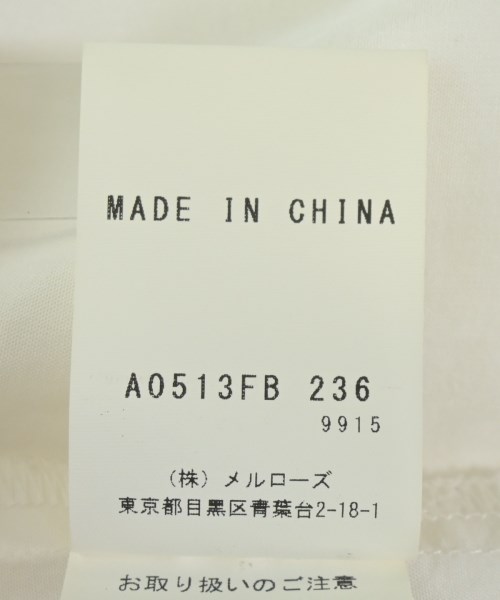 MADE IN CHINA
A0513FB 236
9915
(株)メルローズ
東京都目黒区青葉台2-18-1
お取り扱いのご注意